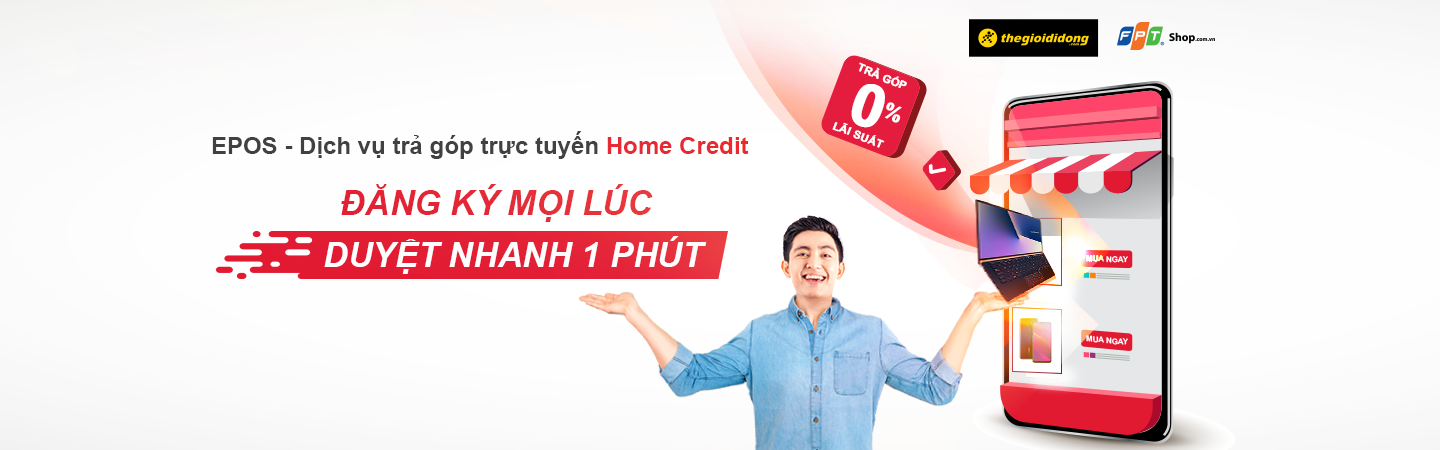 thegioididong
.com
FPT Shop.com.vn
TRẢ GÓP
0%
LÃI SUẤT
EPOS - Dịch vụ trả góp trực tuyến Home Credit
ĐĂNG KÝ MỌI LÚC
DUYỆT NHANH 1 PHÚT
MUA NGAY
MUA NGAY